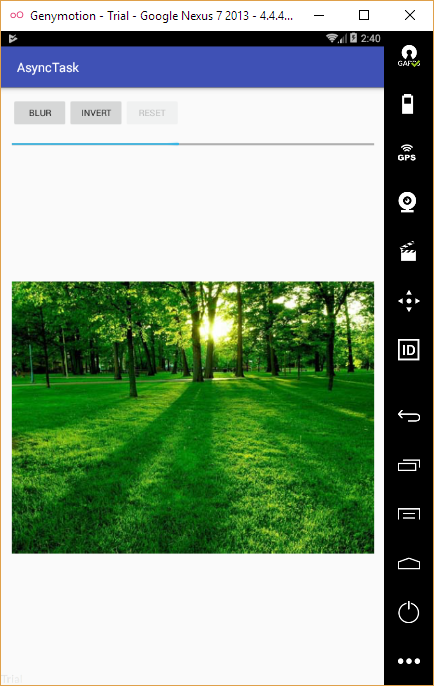 Genymotion - Trial - Google Nexus 7 2013 - 4.4.4...
2:40
AsyncTask
BLUR INVERT RESET
GAPPS
GPS
ID
Trial